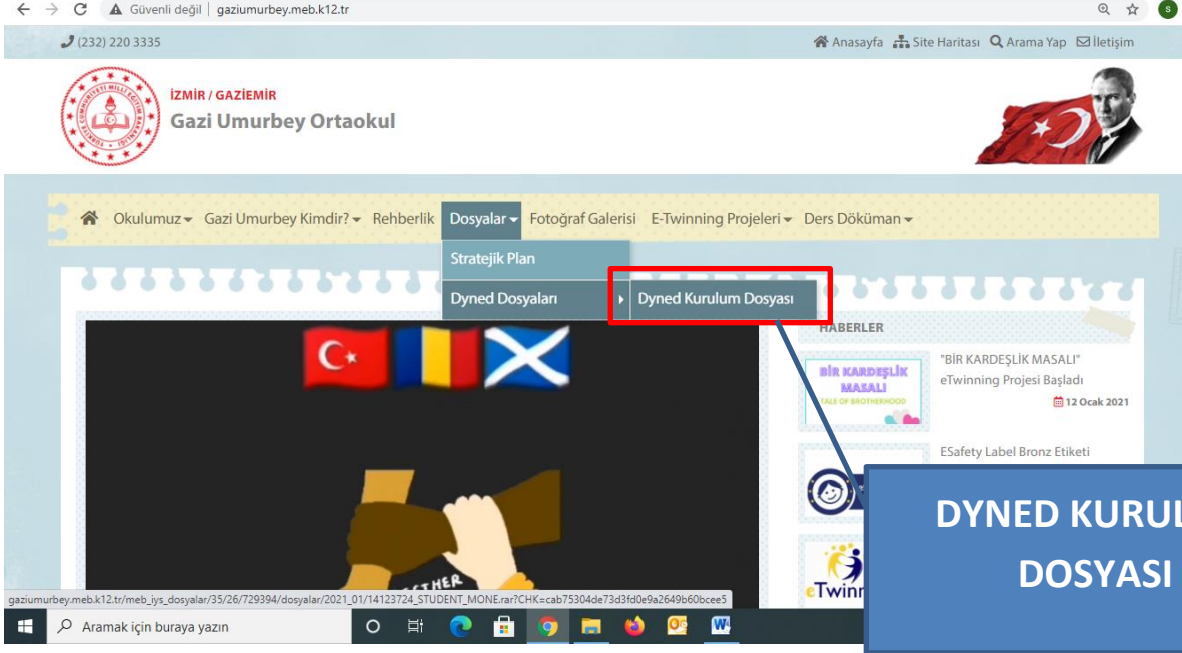 Güvenli değil | gaziumurbey.meb.k12.tr
S
(232) 220 3335
Anasayfa Site Haritası Arama Yap İletişim
İZMİR / GAZİEMİR
Gazi Umurbey Ortaokul
Okulumuz Gazi Umurbey Kimdir? Rehberlik Dosyalar Fotoğraf Galerisi E-Twinning Projeleri Ders Döküman
Stratejik Plan
Dyned Dosyaları
Dyned Kurulum Dosyası
HABERLER
BİR KARDEŞLİK
MASALI
TALE OF BROTHERHOOD
"BİR KARDEŞLİK MASALI"
eTwinning Projesi Başladı
12 Ocak 2021
ESafety Label Bronz Etiketi
DYNED KURUL
DOSYASI
eTwinn
gaziumurbey.meb.k12.tr/meb_iys_dosyalar/35/26/729394/dosyalar/2021_01/14123724_STUDENT_MONE.rar?CHK=cab75304de73d3fd0e9a2649b60bcee5
Aramak için buraya yazın